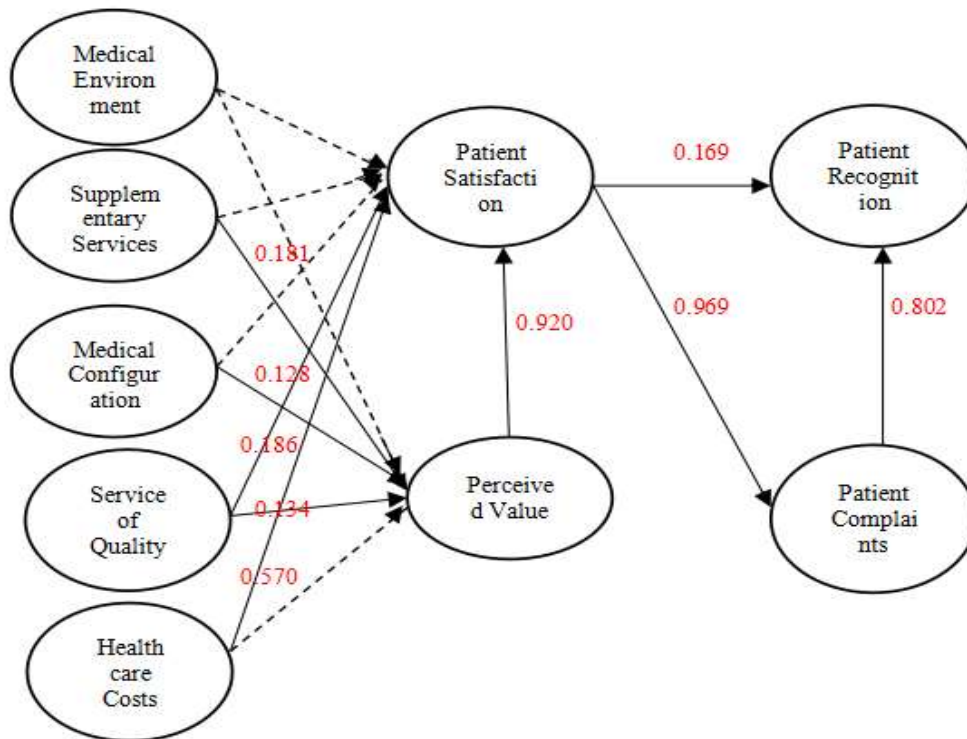 Medical
Environ
ment
Supplem
entary
Services
Medical
Configur
ation
Service
of
Quality
Health
care
Costs
0.181
0.128
0.186
0.134
0.570
Patient
Satisfacti
on
0.920
Perceive
d Value
0.169
0.969
Patient
Recognit
ion
0.802
Patient
Complai
nts